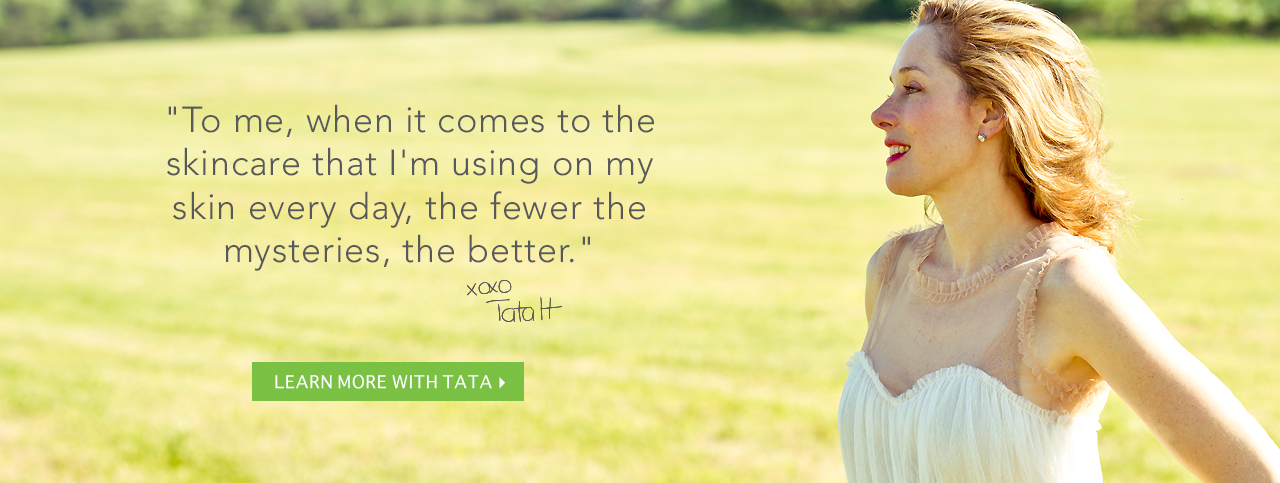 "To me, when it comes to the
skincare that I'm using on my
skin every day, the fewer the
mysteries, the better."
xoxo
Tata H
LEARN MORE WITH TATA